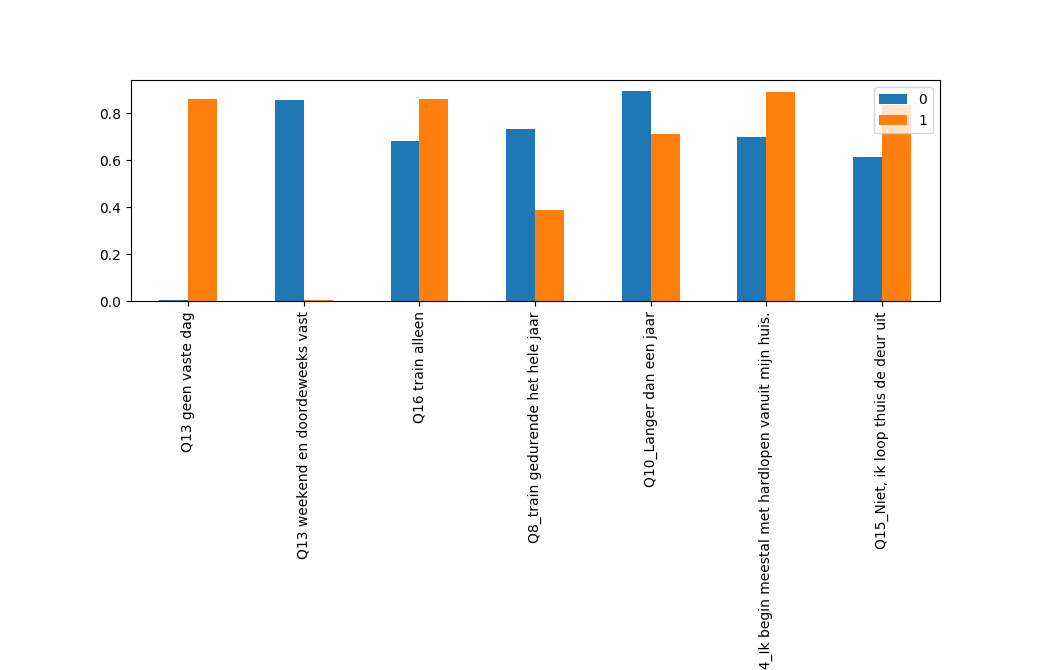 0.8
0.6
0.4
0.2
0.0
0
1
Q13 geen vaste dag
Q13 weekend en doordeweeks vast
Q16 train alleen
Q8_train gedurende het hele jaar
Q10_Langer dan een jaar
4_Ik begin meestal met hardlopen vanuit mijn huis.
Q15_Niet, ik loop thuis de deur uit